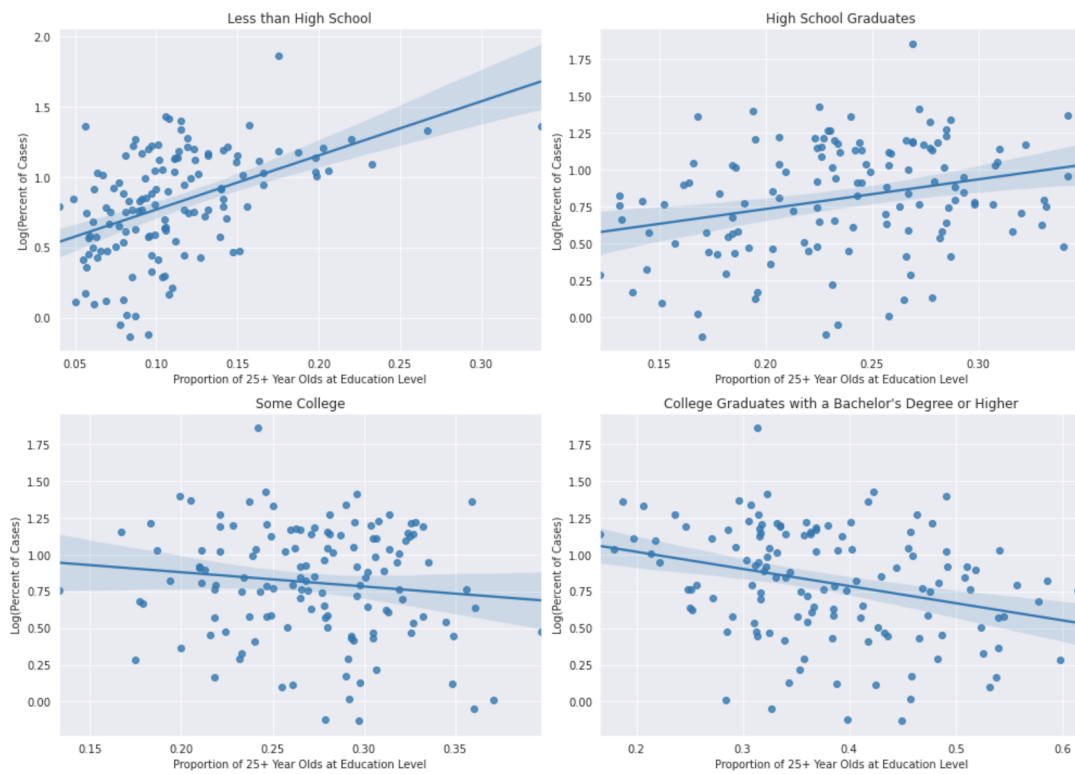 Less than High School
High School Graduates
Log(Percent of Cases)
2.0
1.5
1.0
0.5
0.0
0.05 0.10 0.15 0.20 0.25 0.30
Proportion of 25+ Year Olds at Education Level
Log(Percent of Cases)
1.75
1.50
1.25
1.00
0.75
0.50
0.25
0.00
0.15 0.20 0.25 0.30
Proportion of 25+ Year Olds at Education Level
Some College
College Graduates with a Bachelor's Degree or Higher
Log(Percent of Cases)
1.75
1.50
1.25
1.00
0.75
0.50
0.25
0.00
0.15 0.20 0.25 0.30 0.35
Proportion of 25+ Year Olds at Education Level
Log(Percent of Cases)
1.75
1.50
1.25
1.00
0.75
0.50
0.25
0.00
0.2 0.3 0.4 0.5 0.6
Proportion of 25+ Year Olds at Education Level